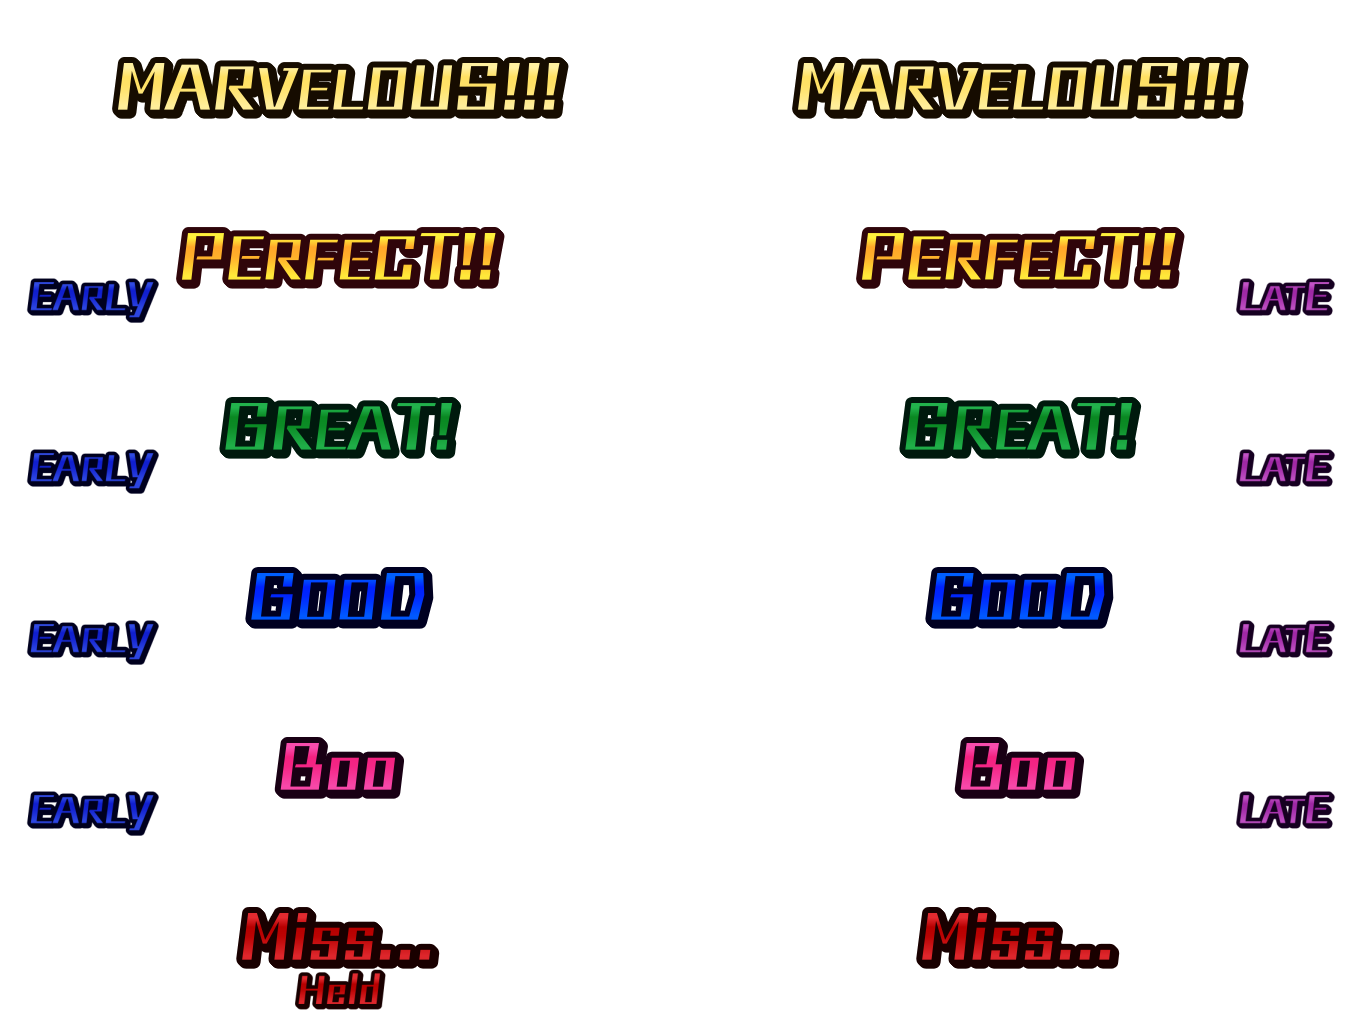 MARVELOUS!!! MARVELOUS!!!
PERFECT!! PERFECT!!
EARLY LATE
GREAT! GREAT!
EARLY LATE
GooD GooD
EARLY LATE
Boo Boo
EARLY LATE
Miss... Miss...
Held